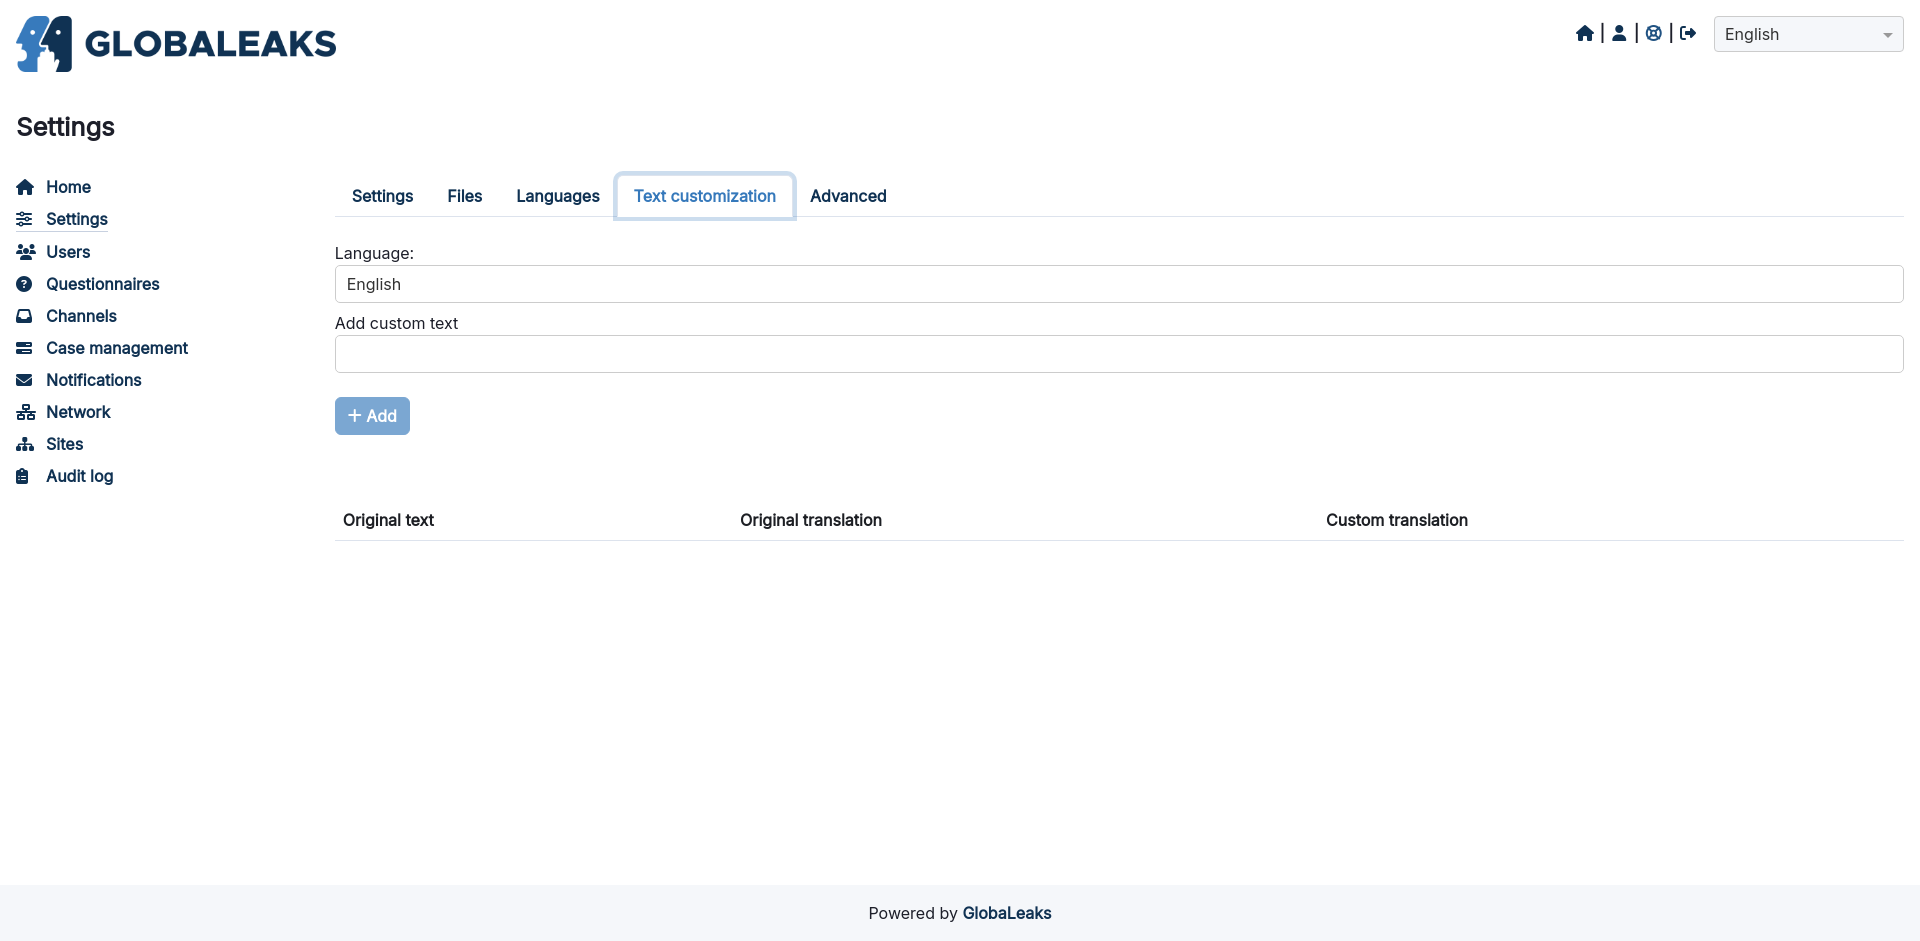 GLOBALEAKS
| | |
English
Settings
Home
Settings
Users
Questionnaires
Channels
Case management
Notifications
Network
Sites
Audit log
Settings Files Languages Text customization Advanced
Language:
English
Add custom text
+ Add
Original text Original translation Custom translation
Powered by GlobaLeaks